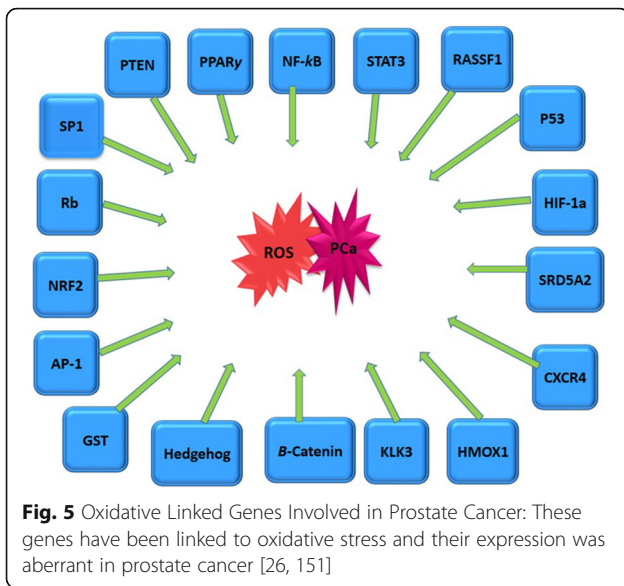 PTEN
PPARy
NF-kB
STAT3
RASSF1
SP1
P53
Rb
HIF-1a
ROS
PCa
NRF2
SRD5A2
AP-1
CXCR4
GST
Hedgehog
B-Catenin
KLK3
HMOX1
Fig. 5 Oxidative Linked Genes Involved in Prostate Cancer: These
genes have been linked to oxidative stress and their expression was
aberrant in prostate cancer [26, 151]